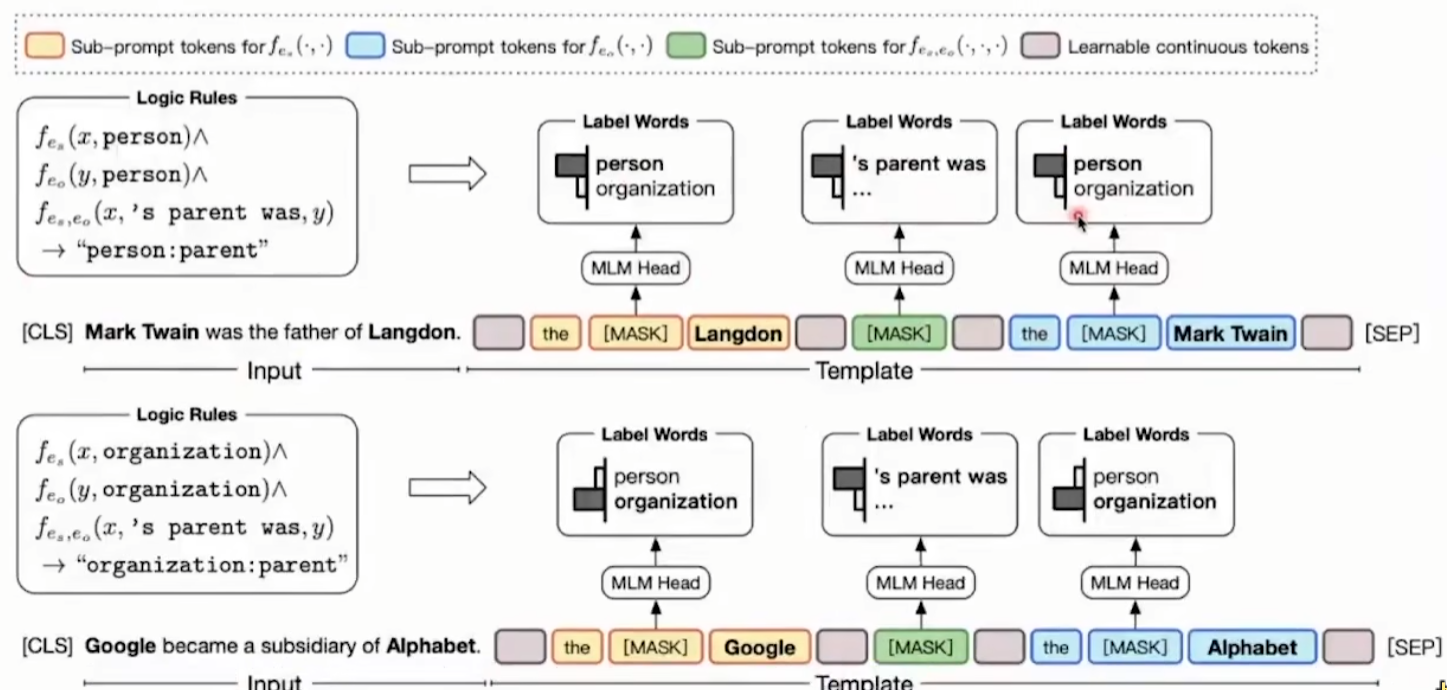 Sub-prompt tokens for f_{e_s}(·,·) Sub-prompt tokens for f_{e_o}(·,·) Sub-prompt tokens for f_{e_s,e_o}(·,·,·) Learnable continuous tokens
Logic Rules
f_{e_s}(x, person)∧
f_{e_o}(y, person)∧
f_{e_s,e_o}(x, 's parent was, y)
→ “person:parent”
Label Words
person
organization
Label Words
's parent was
...
Label Words
person
organization
MLM Head MLM Head MLM Head
[CLS] Mark Twain was the father of Langdon. the [MASK] Langdon [MASK] the [MASK] Mark Twain [SEP]
Input Template
Logic Rules
f_{e_s}(x, organization)∧
f_{e_o}(y, organization)∧
f_{e_s,e_o}(x, 's parent was, y)
→ “organization:parent”
Label Words
person
organization
Label Words
's parent was
...
Label Words
person
organization
MLM Head MLM Head MLM Head
[CLS] Google became a subsidiary of Alphabet. the [MASK] Google [MASK] the [MASK] Alphabet [SEP]
Input Template